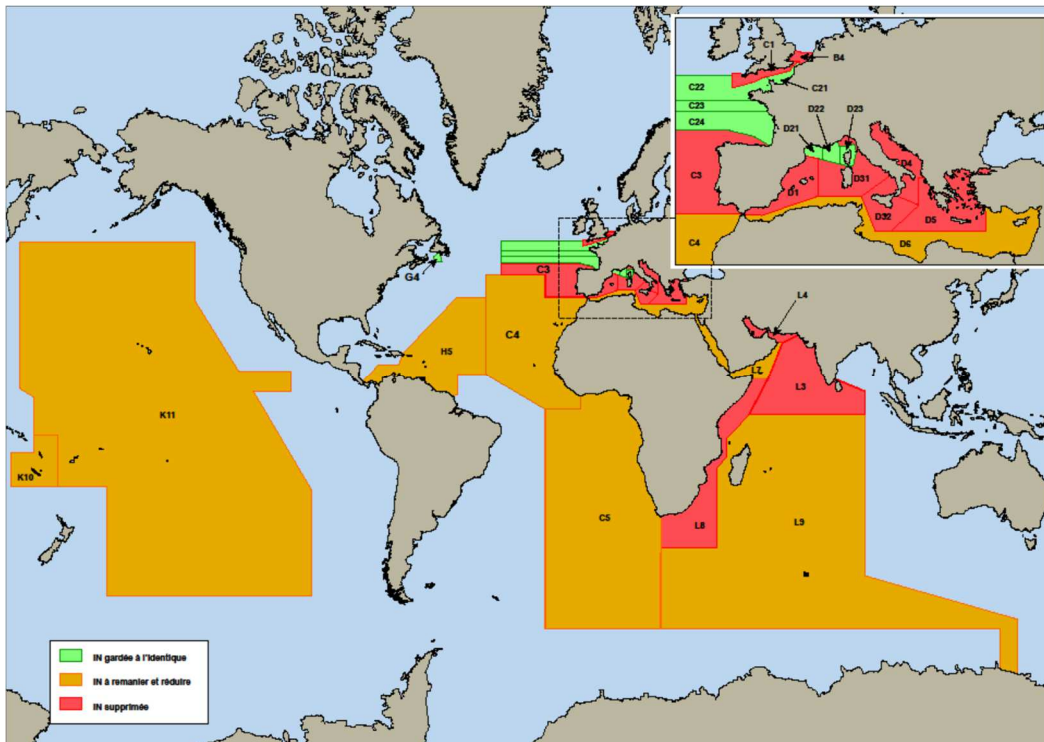 C1
B4
C22
C21
C23
D22
D23
C24
D21
C3
D31
D4
D1
D32
D5
C4
D6
G4
C3
L4
C4
H5
L7
L3
K11
K10
C5
L8
L9
IN gardée à l'identique
IN à remanier et réduire
IN supprimée